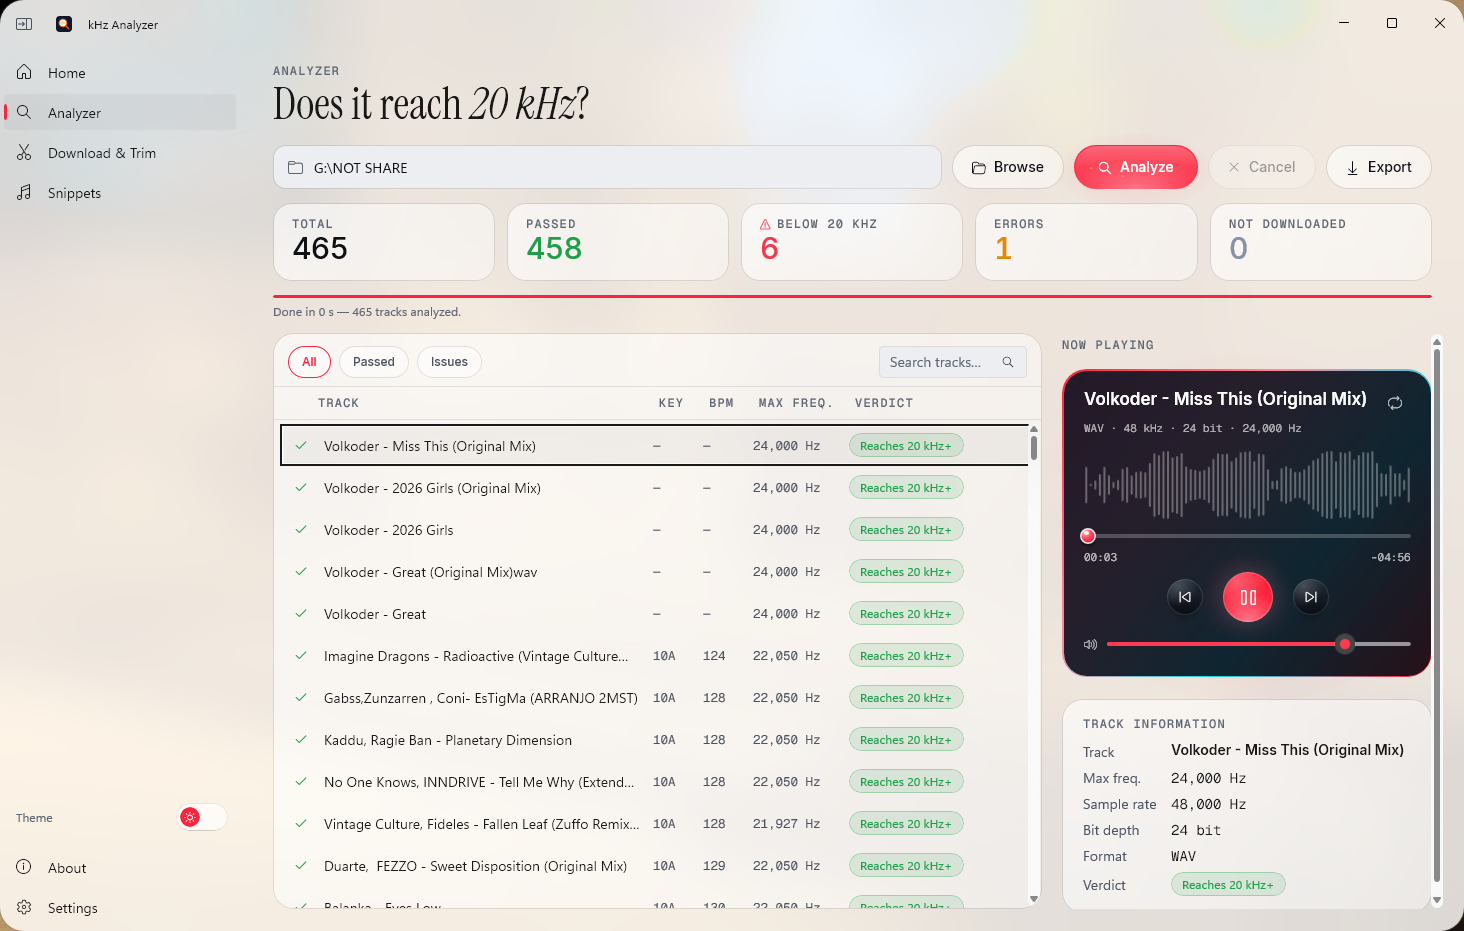 kHz Analyzer
Home
Analyzer
Download & Trim
Snippets
Theme
About
Settings
ANALYZER
Does it reach 20 kHz?
G:\NOT SHARE
Browse
Analyze
Cancel
Export
TOTAL
465
PASSED
458
BELOW 20 KHZ
6
ERRORS
1
NOT DOWNLOADED
0
Done in 0 s — 465 tracks analyzed.
All Passed Issues Search tracks...
TRACK KEY BPM MAX FREQ. VERDICT
Volkoder - Miss This (Original Mix) — — 24,000 Hz Reaches 20 kHz+
Volkoder - 2026 Girls (Original Mix) — — 24,000 Hz Reaches 20 kHz+
Volkoder - 2026 Girls — — 24,000 Hz Reaches 20 kHz+
Volkoder - Great (Original Mix)wav — — 24,000 Hz Reaches 20 kHz+
Volkoder - Great — — 24,000 Hz Reaches 20 kHz+
Imagine Dragons - Radioactive (Vintage Culture... 10A 124 22,050 Hz Reaches 20 kHz+
Gabss,Zunzarren , Coni- EsTigMa (ARRANJO 2MST) 10A 128 22,050 Hz Reaches 20 kHz+
Kaddu, Ragie Ban - Planetary Dimension 10A 128 22,050 Hz Reaches 20 kHz+
No One Knows, INNDRIVE - Tell Me Why (Extend... 10A 128 22,050 Hz Reaches 20 kHz+
Vintage Culture, Fideles - Fallen Leaf (Zuffo Remix... 10A 128 21,927 Hz Reaches 20 kHz+
Duarte,  FEZZO - Sweet Disposition (Original Mix) 10A 129 22,050 Hz Reaches 20 kHz+
10A 130 22,050 Hz Reaches 20 kHz+
NOW PLAYING
Volkoder - Miss This (Original Mix)
WAV · 48 kHz · 24 bit · 24,000 Hz
00:03 -04:56
TRACK INFORMATION
Track Volkoder - Miss This (Original Mix)
Max freq. 24,000 Hz
Sample rate 48,000 Hz
Bit depth 24 bit
Format WAV
Verdict Reaches 20 kHz+